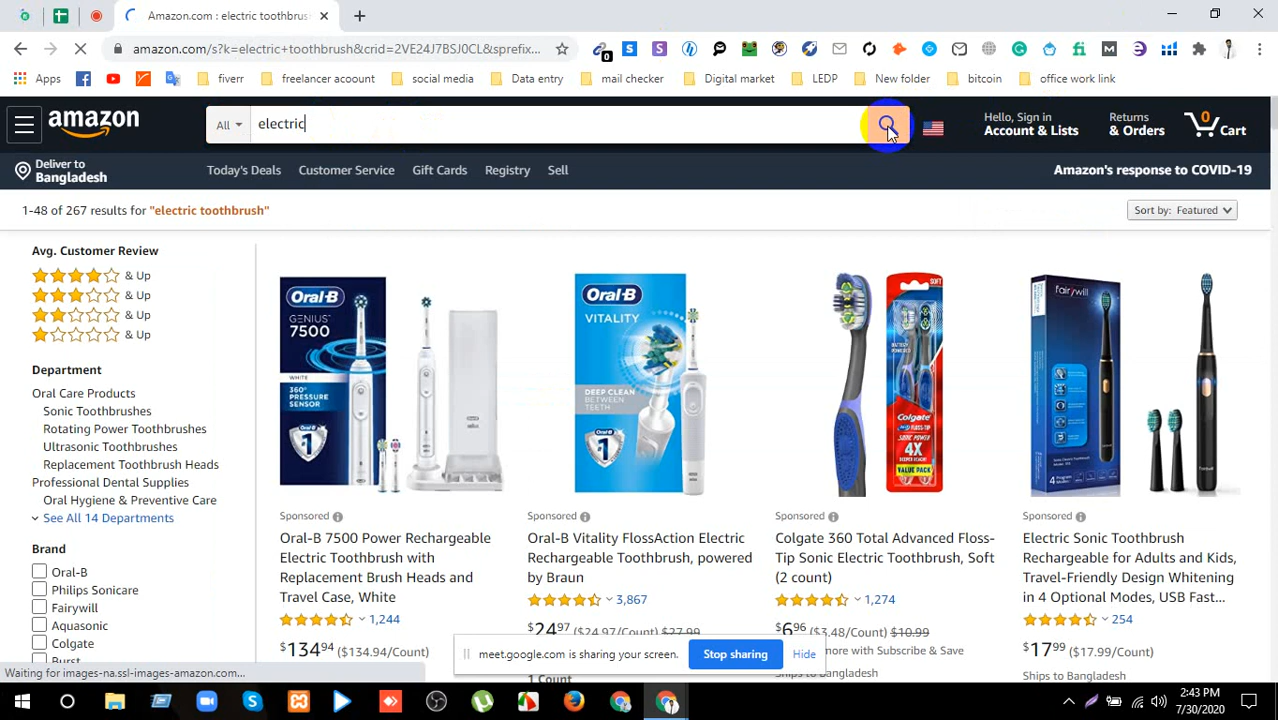 Amazon.com : electric toothbrus
amazon.com/s?k=electric+toothbrush&crid=2VE24J7BSJ0CL&sprefix...
0
Apps fiverr freelancer acoount social media Data entry mail checker Digital market LEDP New folder bitcoin office work link
amazon
All electric
Hello, Sign in
Account & Lists
Returns
& Orders
0
Cart
Deliver to
Bangladesh
Today's Deals Customer Service Gift Cards Registry Sell
Amazon's response to COVID-19
1-48 of 267 results for "electric toothbrush"
Sort by: Featured
Avg. Customer Review
& Up
& Up
& Up
& Up
Department
Oral Care Products
Sonic Toothbrushes
Rotating Power Toothbrushes
Ultrasonic Toothbrushes
Replacement Toothbrush Heads
Professional Dental Supplies
Oral Hygiene & Preventive Care
See All 14 Departments
Brand
Oral-B
Philips Sonicare
Fairywill
Aquasonic
Colgate
Burst
Oral-B
GENIUS
7500
WHITE
360°
PRESSURE
SENSOR
#1
Sponsored
Oral-B 7500 Power Rechargeable
Electric Toothbrush with
Replacement Brush Heads and
Travel Case, White
1,244
$134.94 ($134.94/Count)
Oral-B
VITALITY
DEEP CLEAN
BETWEEN
TEETH
#1
Sponsored
Oral-B Vitality FlossAction Electric
Rechargeable Toothbrush, powered
by Braun
3,867
$24.97 ($24.97/Count) $27.99
1 Count
SOFT
Colgate
360
SONIC POWER
4X
VALUE PACK
Sponsored
Colgate 360 Total Advanced Floss-
Tip Sonic Electric Toothbrush, Soft
(2 count)
1,274
$6.96 ($3.48/Count) $10.99
more with Subscribe & Save
Ships to Bangladesh
fairywill
Sponsored
Electric Sonic Toothbrush
Rechargeable for Adults and Kids,
Travel-Friendly Design Whitening
in 4 Optional Modes, USB Fast...
254
$17.99 ($17.99/Count)
Ships to Bangladesh
meet.google.com is sharing your screen. Stop sharing Hide
Waiting for images-na.ssl-images-amazon.com...
2:43 PM
7/30/2020